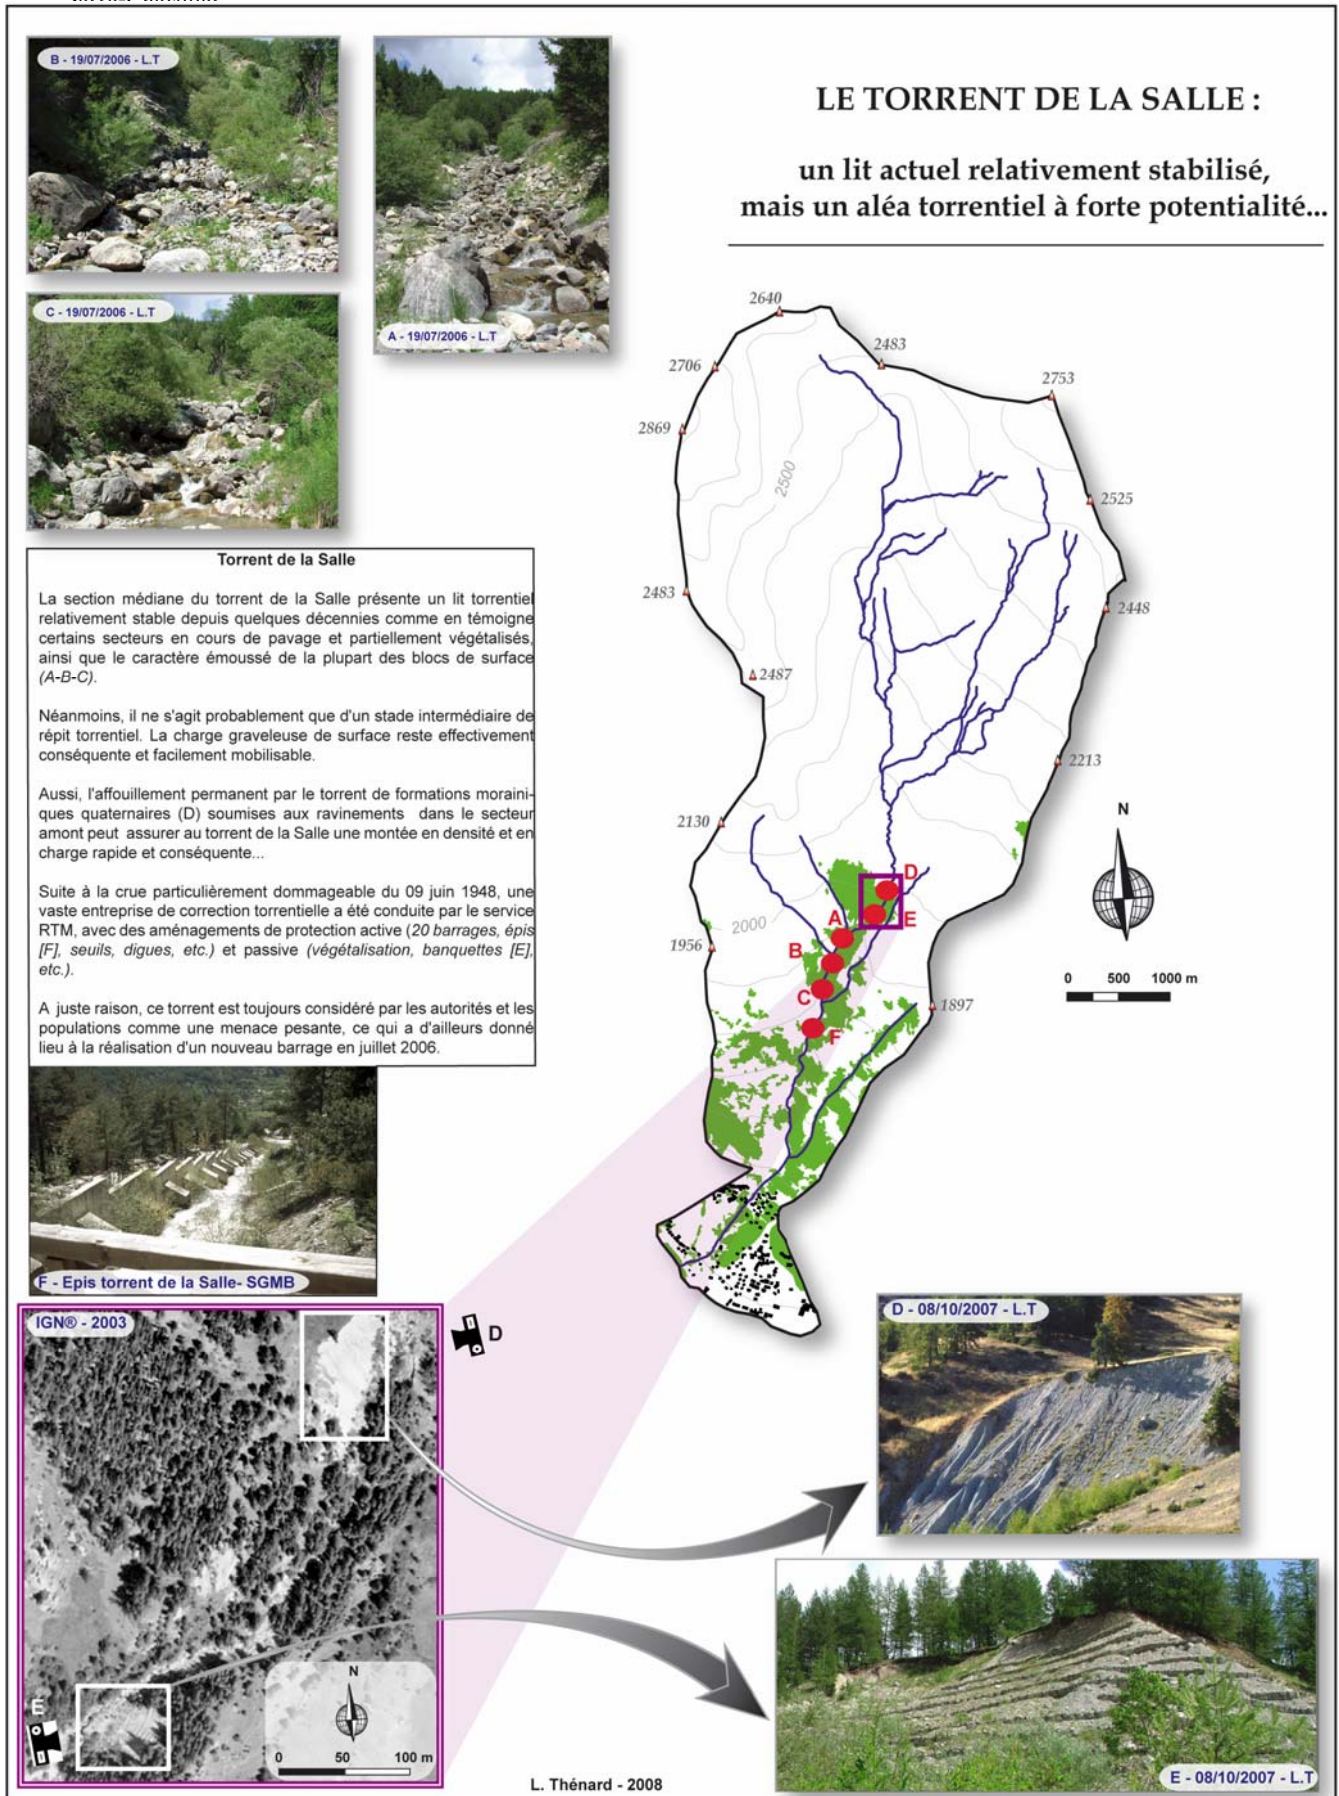 B - 19/07/2006 - L.T
A - 19/07/2006 - L.T
C - 19/07/2006 - L.T
LE TORRENT DE LA SALLE :
un lit actuel relativement stabilisé,
mais un aléa torrentiel à forte potentialité...
Torrent de la Salle
La section médiane du torrent de la Salle présente un lit torrentiel
relativement stable depuis quelques décennies comme en témoigne
certains secteurs en cours de pavage et partiellement végétalisés,
ainsi que le caractère émoussé de la plupart des blocs de surface
(A-B-C).
Néanmoins, il ne s'agit probablement que d'un stade intermédiaire de
répit torrentiel. La charge graveleuse de surface reste effectivement
conséquente et facilement mobilisable.
Aussi, l'affouillement permanent par le torrent de formations moraini-
ques quaternaires (D) soumises aux ravinements dans le secteur
amont peut assurer au torrent de la Salle une montée en densité et en
charge rapide et conséquente...
Suite à la crue particulièrement dommageable du 09 juin 1948, une
vaste entreprise de correction torrentielle a été conduite par le service
RTM, avec des aménagements de protection active (20 barrages, épis
[F], seuils, digues, etc.) et passive (végétalisation, banquettes [E],
etc.).
A juste raison, ce torrent est toujours considéré par les autorités et les
populations comme une menace pesante, ce qui a d'ailleurs donné
lieu à la réalisation d'un nouveau barrage en juillet 2006.
2640
2483
2706
2753
2869
2500
2525
2483
2448
2487
2213
2130
N
D
2000
A
E
1956
B
0 500 1000 m
C
1897
F
F - Epis torrent de la Salle- SGMB
IGN® - 2003
D
D - 08/10/2007 - L.T
E
N
0 50 100 m
E - 08/10/2007 - L.T
L. Thénard - 2008